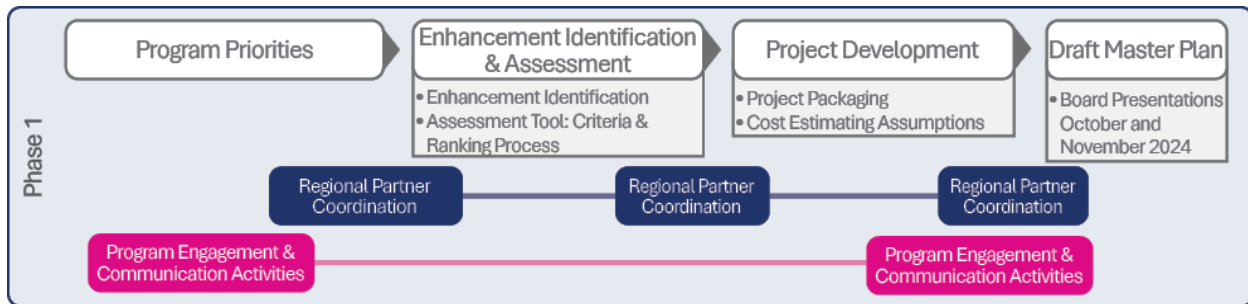 Phase 1
Program Priorities
Enhancement Identification
& Assessment
• Enhancement Identification
• Assessment Tool: Criteria &
Ranking Process
Project Development
• Project Packaging
• Cost Estimating Assumptions
Draft Master Plan
• Board Presentations
October and
November 2024
Regional Partner
Coordination
Regional Partner
Coordination
Regional Partner
Coordination
Program Engagement &
Communication Activities
Program Engagement &
Communication Activities